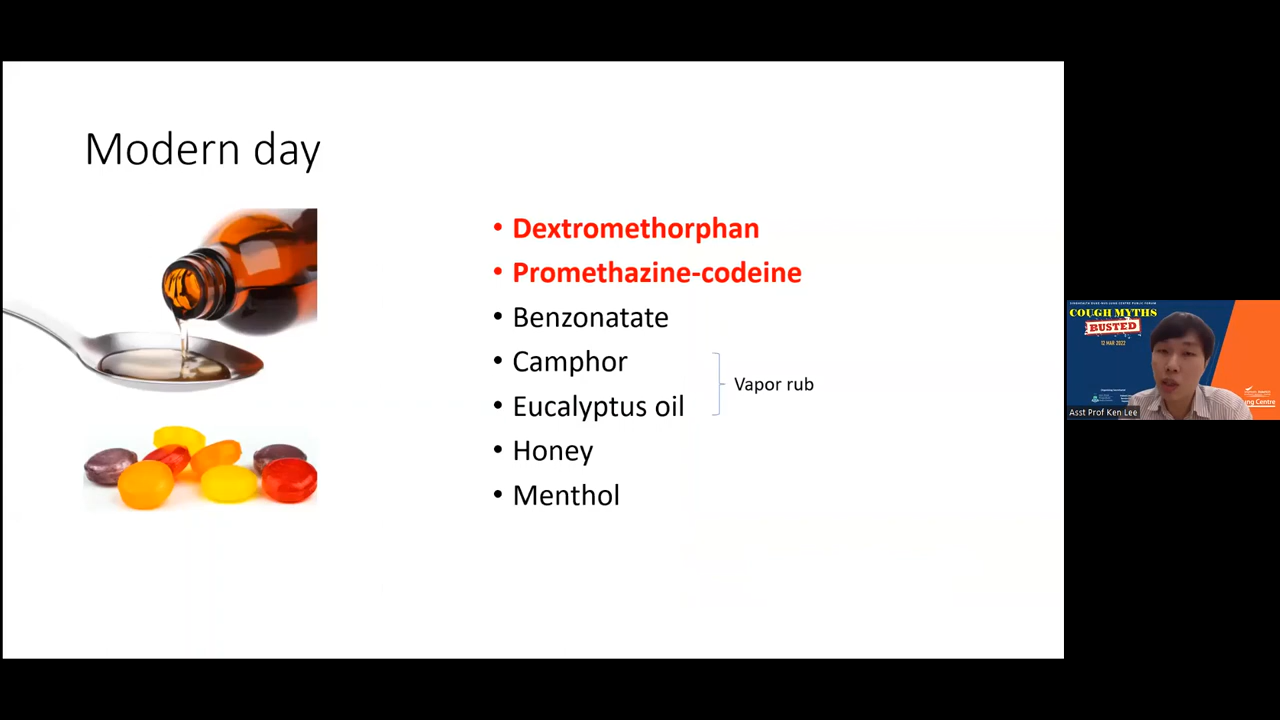 Modern day
• Dextromethorphan
• Promethazine-codeine
• Benzonatate
• Camphor
• Eucalyptus oil
Vapor rub
• Honey
• Menthol
COUGH MYTHS
BUSTED
12 MAR 2022
Asst Prof Ken Lee